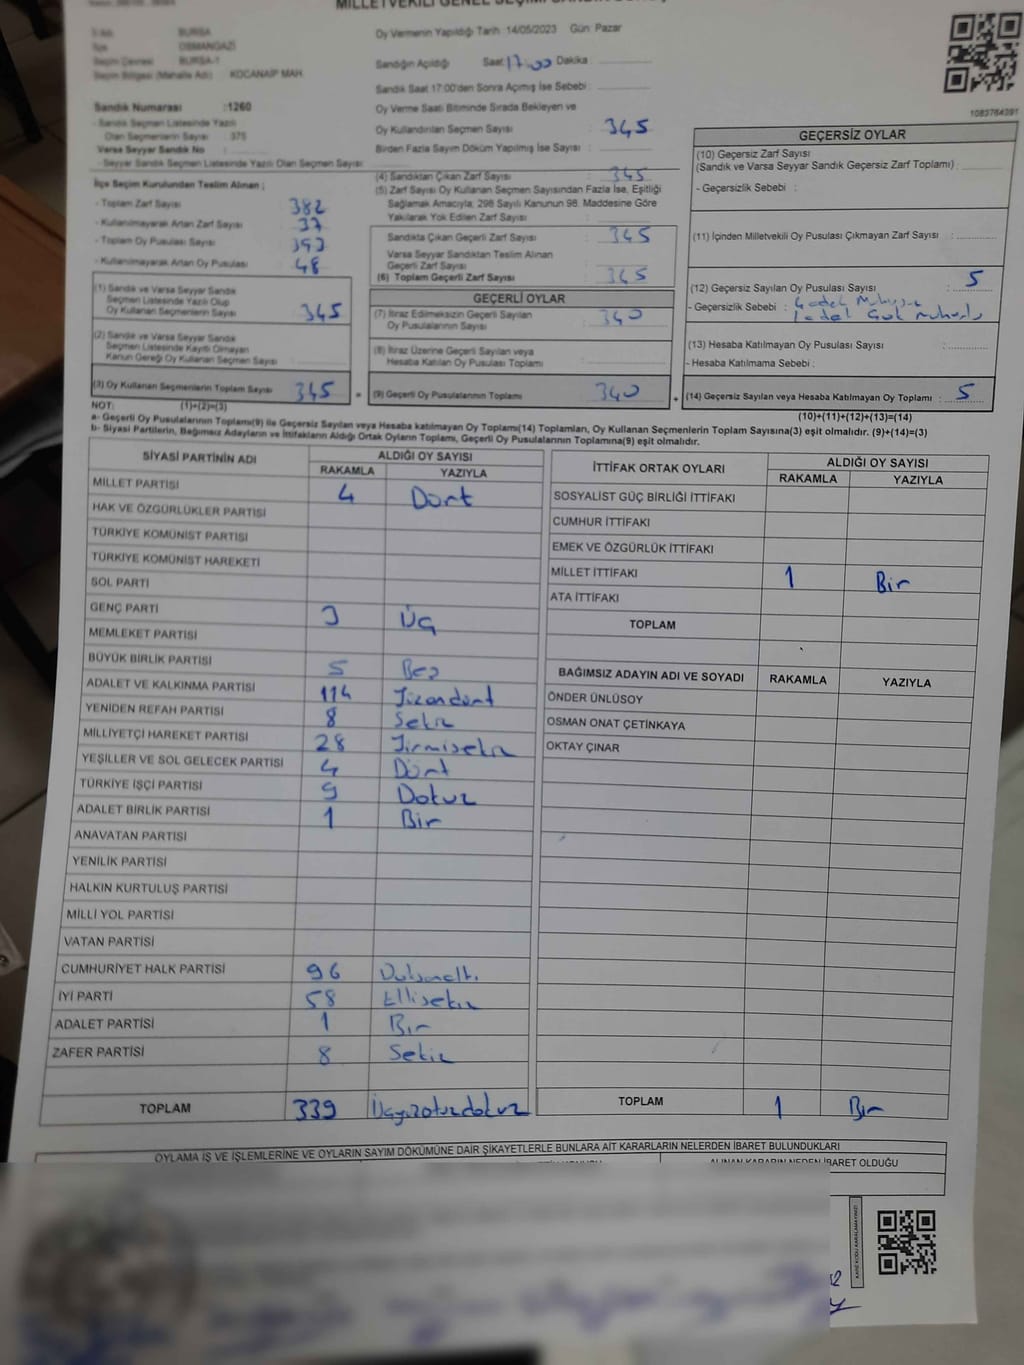 MİLLETVEKİLİ GENEL SEÇİMİ SANDIK
BURSA
OSMANGAZİ
BURSA-1
Seçim Bölgesi (Mahalle Adı) : KOCANAİP MAH.
Sandık Numarası :1260
- Sandık Seçmen Listesinde Yazılı
Olan Seçmenlerin Sayısı : 375
Varsa Seyyar Sandık No :
- Seyyar Sandık Seçmen Listesinde Yazılı Olan Seçmen Sayısı :
Oy Vermenin Yapıldığı Tarih :14/05/2023 Gün: Pazar
Sandığın Açıldığı Saat: 17:00 Dakika :
Sandık Saat 17:00'den Sonra Açımış İse Sebebi :
Oy Verme Saati Bitiminde Sırada Bekleyen ve
Oy Kullandırılan Seçmen Sayısı : 345
Birden Fazla Sayım Döküm Yapılmış İse Sayısı :
1083764391
İlçe Seçim Kurulundan Teslim Alınan ;
- Toplam Zarf Sayısı : 382
- Kullanılmayarak Artan Zarf Sayısı : 37
- Toplam Oy Pusulası Sayısı : 393
- Kullanılmayarak Artan Oy Pusulası : 48
(1) Sandık ve Varsa Seyyar Sandık
Seçmen Listesinde Yazılı Olup
Oy Kullanan Seçmenlerin Sayısı : 345
(2) Sandık ve Varsa Seyyar Sandık
Seçmen Listesinde Kayıtlı Olmayan
Kanun Gereği Oy Kullanan Seçmen Sayısı :
(3) Oy Kullanan Seçmenlerin Toplam Sayısı : 345
(4) Sandıktan Çıkan Zarf Sayısı : 345
(5) Zarf Sayısı Oy Kullanan Seçmen Sayısından Fazla İse, Eşitliği
Sağlamak Amacıyla; 298 Sayılı Kanunun 98. Maddesine Göre
Yakılarak Yok Edilen Zarf Sayısı :
Sandıkta Çıkan Geçerli Zarf Sayısı : 345
Varsa Seyyar Sandıktan Teslim Alınan
Geçerli Zarf Sayısı :
(6) Toplam Geçerli Zarf Sayısı : 345
GEÇERLİ OYLAR
(7) İtiraz Edilmeksizin Geçerli Sayılan
Oy Pusulalarının Sayısı : 340
(8) İtiraz Üzerine Geçerli Sayılan veya
Hesaba Katılan Oy Pusulası Toplamı :
(9) Geçerli Oy Pusulalarının Toplamı : 340
GEÇERSİZ OYLAR
(10) Geçersiz Zarf Sayısı
(Sandık ve Varsa Seyyar Sandık Geçersiz Zarf Toplamı) :
- Geçersizlik Sebebi :
(11) İçinden Milletvekili Oy Pusulası Çıkmayan Zarf Sayısı :
(12) Geçersiz Sayılan Oy Pusulası Sayısı : 5
- Geçersizlik Sebebi : 4 adet
1 adet
(13) Hesaba Katılmayan Oy Pusulası Sayısı :
- Hesaba Katılmama Sebebi :
(14) Geçersiz Sayılan veya Hesaba Katılmayan Oy Toplamı : 5
NOT: (1)+(2)=(3) (10)+(11)+(12)+(13)=(14)
a- Geçerli Oy Pusulalarının Toplamı(9) ile Geçersiz Sayılan veya Hesaba katılmayan Oy Toplamı(14) Toplamları, Oy Kullanan Seçmenlerin Toplam Sayısına(3) eşit olmalıdır. (9)+(14)=(3)
b- Siyasi Partilerin, Bağımsız Adayların ve İttifakların Aldığı Ortak Oyların Toplamı, Geçerli Oy Pusulalarının Toplamına(9) eşit olmalıdır.
SİYASİ PARTİNİN ADI ALDIĞI OY SAYISI
RAKAMLA YAZIYLA
MİLLET PARTİSİ 4 Dört
HAK VE ÖZGÜRLÜKLER PARTİSİ
TÜRKİYE KOMÜNİST PARTİSİ
TÜRKİYE KOMÜNİST HAREKETİ
SOL PARTİ
GENÇ PARTİ 3 Üç
MEMLEKET PARTİSİ
BÜYÜK BİRLİK PARTİSİ 5 Beş
ADALET VE KALKINMA PARTİSİ 114 Yüzondört
YENİDEN REFAH PARTİSİ 8 Sekiz
MİLLİYETÇİ HAREKET PARTİSİ 28 Yirmisekiz
YEŞİLLER VE SOL GELECEK PARTİSİ 4 Dört
TÜRKİYE İŞÇİ PARTİSİ 9 Dokuz
ADALET BİRLİK PARTİSİ 1 Bir
ANAVATAN PARTİSİ
YENİLİK PARTİSİ
HALKIN KURTULUŞ PARTİSİ
MİLLİ YOL PARTİSİ
VATAN PARTİSİ
CUMHURİYET HALK PARTİSİ 96 Doksanaltı
İYİ PARTİ 58 Ellisekiz
ADALET PARTİSİ 1 Bir
ZAFER PARTİSİ 8 Sekiz
TOPLAM 339 Üçyüzotuzdokuz
İTTİFAK ORTAK OYLARI ALDIĞI OY SAYISI
RAKAMLA YAZIYLA
SOSYALİST GÜÇ BİRLİĞİ İTTİFAKI
CUMHUR İTTİFAKI
EMEK VE ÖZGÜRLÜK İTTİFAKI
MİLLET İTTİFAKI 1 Bir
ATA İTTİFAKI
TOPLAM
BAĞIMSIZ ADAYIN ADI VE SOYADI RAKAMLA YAZIYLA
ÖNDER ÜNLÜSOY
OSMAN ONAT ÇETİNKAYA
OKTAY ÇINAR
TOPLAM 1 Bir
OYLAMA İŞ VE İŞLEMLERİNE VE OYLARIN SAYIM DÖKÜMÜNE DAİR ŞİKAYETLERLE BUNLARA AİT KARARLARIN NELERDEN İBARET BULUNDUKLARI
ALINAN KARARIN NEDEN İBARET OLDUĞU
KARE KODU KARALAMAYINIZ!